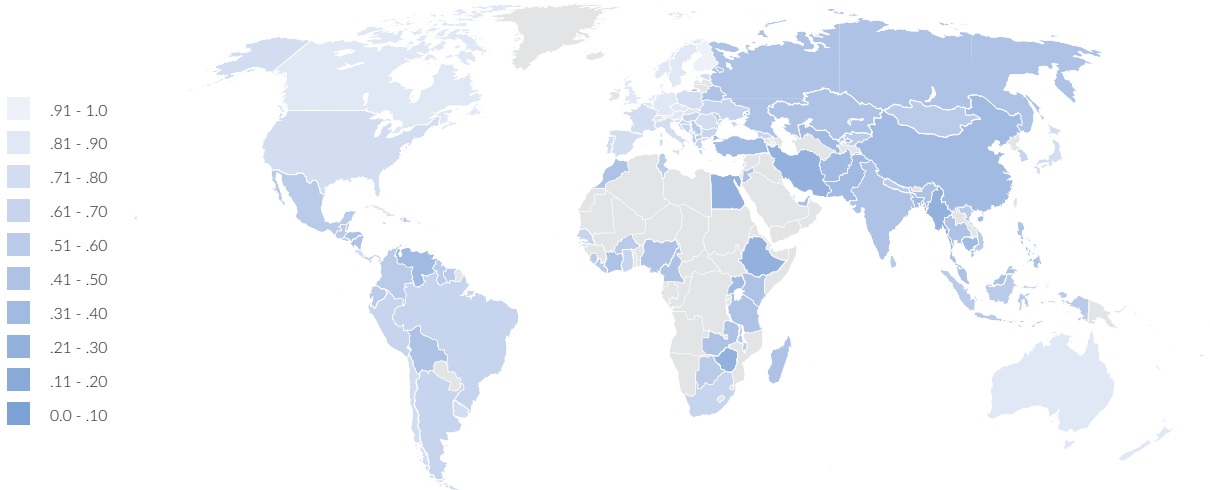 .91 - 1.0
.81 - .90
.71 - .80
.61 - .70
.51 - .60
.41 - .50
.31 - .40
.21 - .30
.11 - .20
0.0 - .10